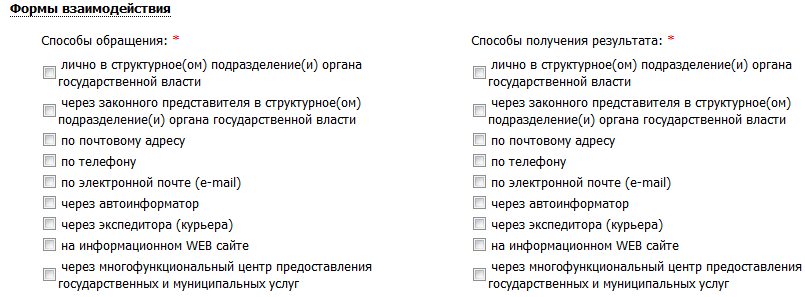 Формы взаимодействия
Способы обращения: *
лично в структурное(ом) подразделение(и) органа
государственной власти
через законного представителя в структурное(ом)
подразделение(и) органа государственной власти
по почтовому адресу
по телефону
по электронной почте (e-mail)
через автоинформатор
через экспедитора (курьера)
на информационном WEB сайте
через многофункциональный центр предоставления
государственных и муниципальных услуг
Способы получения результата: *
лично в структурное(ом) подразделение(и) органа
государственной власти
через законного представителя в структурное(ом)
подразделение(и) органа государственной власти
по почтовому адресу
по телефону
по электронной почте (e-mail)
через автоинформатор
через экспедитора (курьера)
на информационном WEB сайте
через многофункциональный центр предоставления
государственных и муниципальных услуг